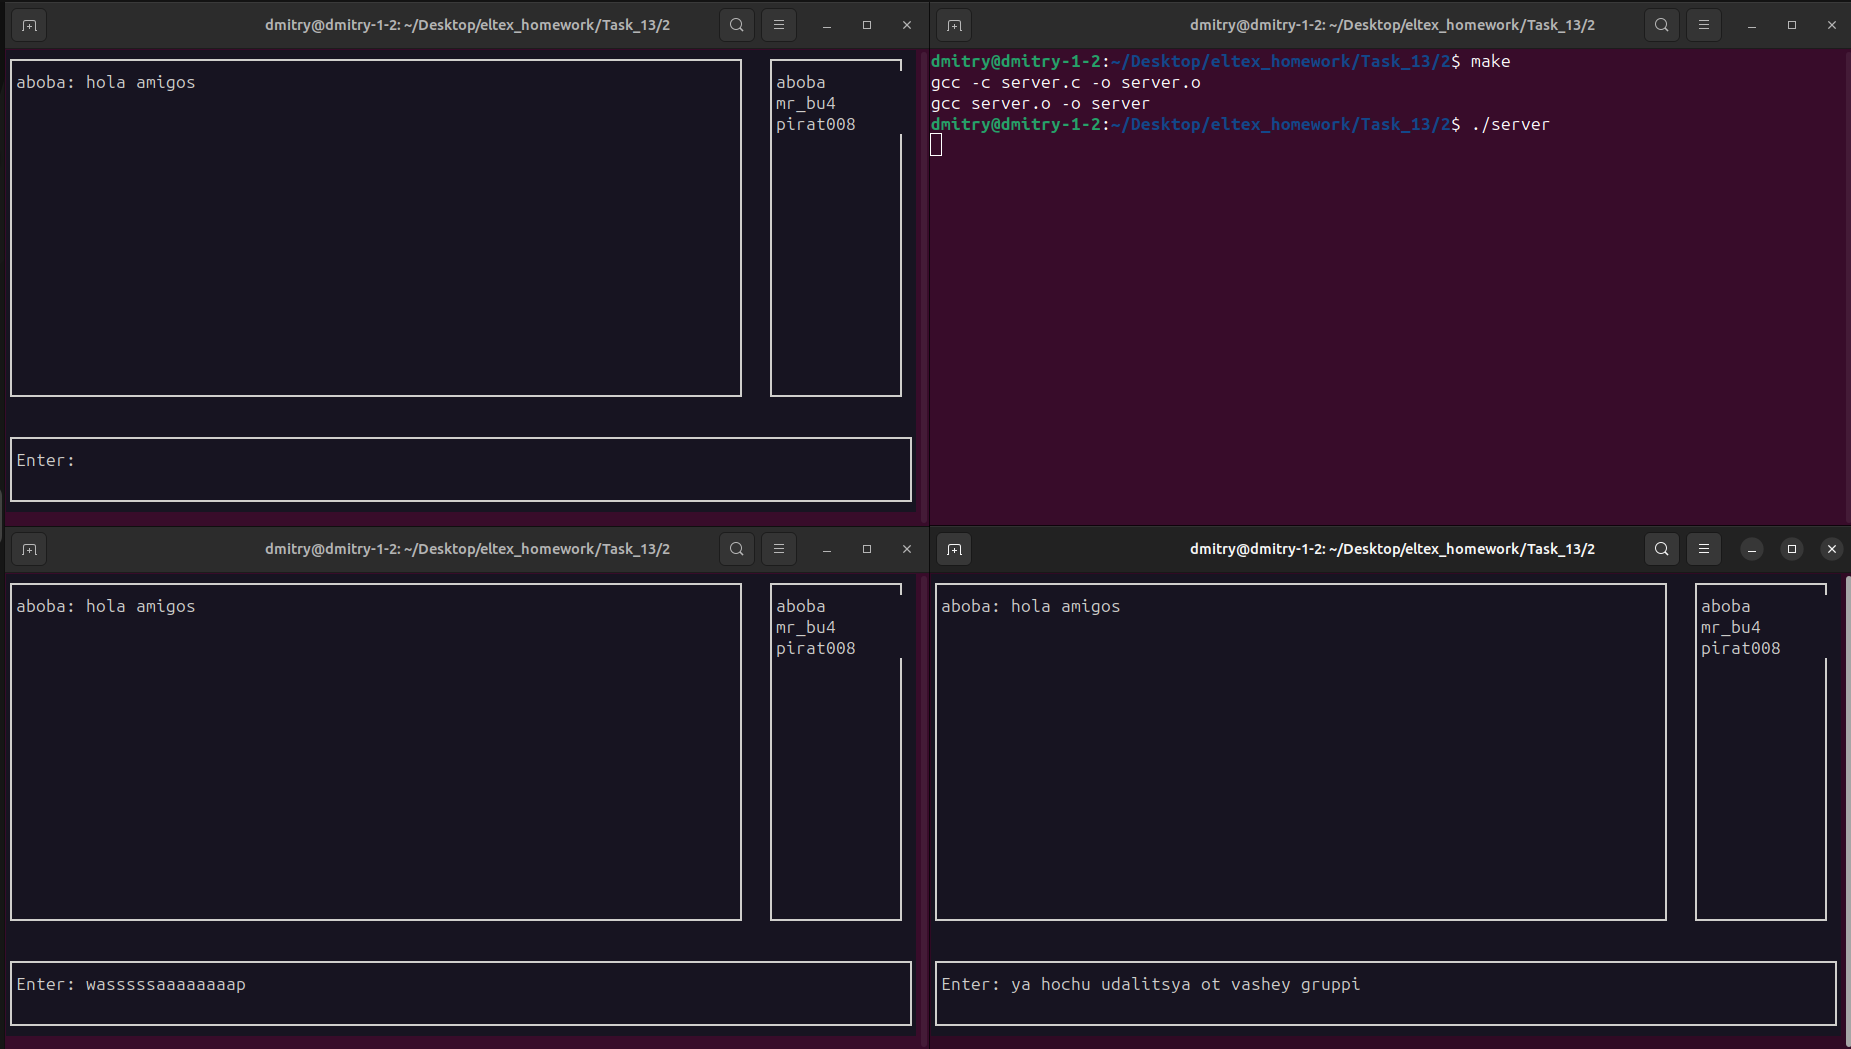 dmitry@dmitry-1-2: ~/Desktop/eltex_homework/Task_13/2
aboba: hola amigos
aboba
mr_bu4
pirat008
Enter:
dmitry@dmitry-1-2: ~/Desktop/eltex_homework/Task_13/2
dmitry@dmitry-1-2:~/Desktop/eltex_homework/Task_13/2$ make
gcc -c server.c -o server.o
gcc server.o -o server
dmitry@dmitry-1-2:~/Desktop/eltex_homework/Task_13/2$ ./server
dmitry@dmitry-1-2: ~/Desktop/eltex_homework/Task_13/2
aboba: hola amigos
aboba
mr_bu4
pirat008
Enter: wasssssaaaaaaaap
dmitry@dmitry-1-2: ~/Desktop/eltex_homework/Task_13/2
aboba: hola amigos
aboba
mr_bu4
pirat008
Enter: ya hochu udalitsya ot vashey gruppi